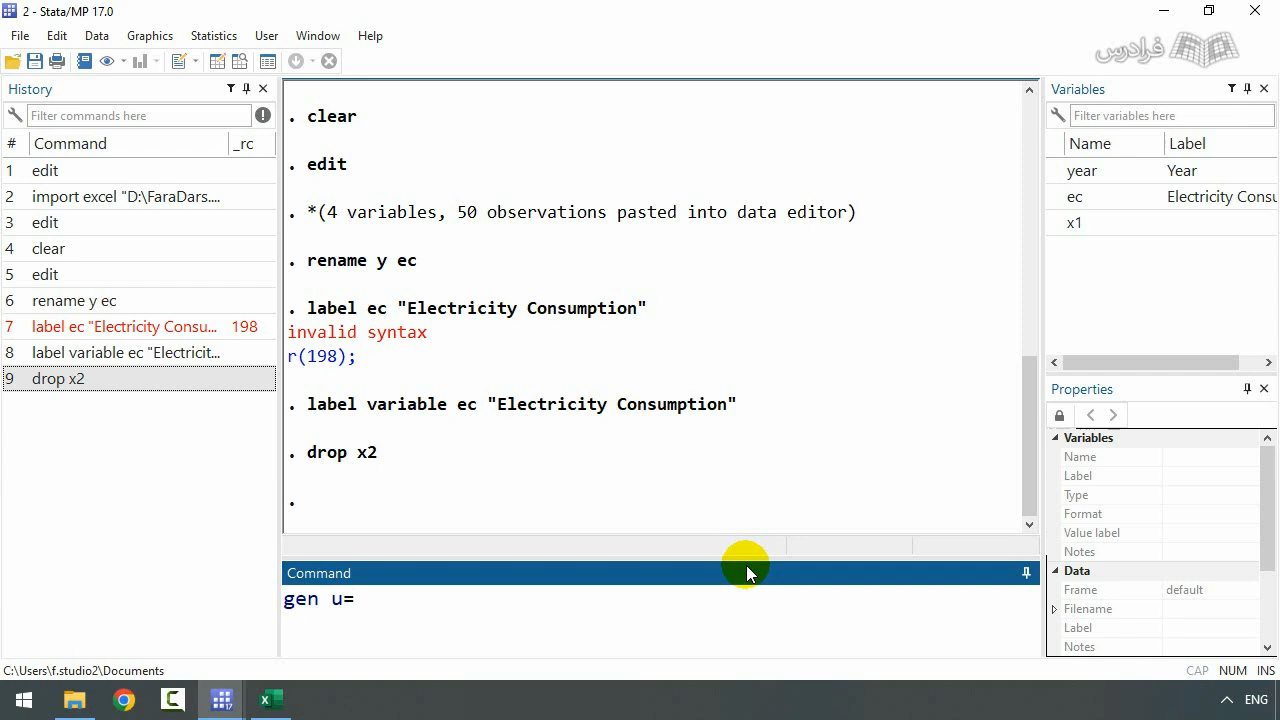 2 - Stata/MP 17.0
File Edit Data Graphics Statistics User Window Help
فرادرس
History
Filter commands here
# Command _rc
1 edit
2 import excel "D:\FaraDars....
3 edit
4 clear
5 edit
6 rename y ec
7 label ec "Electricity Consu... 198
8 label variable ec "Electricit...
9 drop x2
. clear
. edit
. *(4 variables, 50 observations pasted into data editor)
. rename y ec
. label ec "Electricity Consumption"
invalid syntax
r(198);
. label variable ec "Electricity Consumption"
. drop x2
.
Command
gen u=
Variables
Filter variables here
Name Label
year Year
ec Electricity Consu
x1
Properties
Variables
Name
Label
Type
Format
Value label
Notes
Data
Frame default
Filename
Label
Notes
C:\Users\f.studio2\Documents
CAP NUM INS
17
ENG